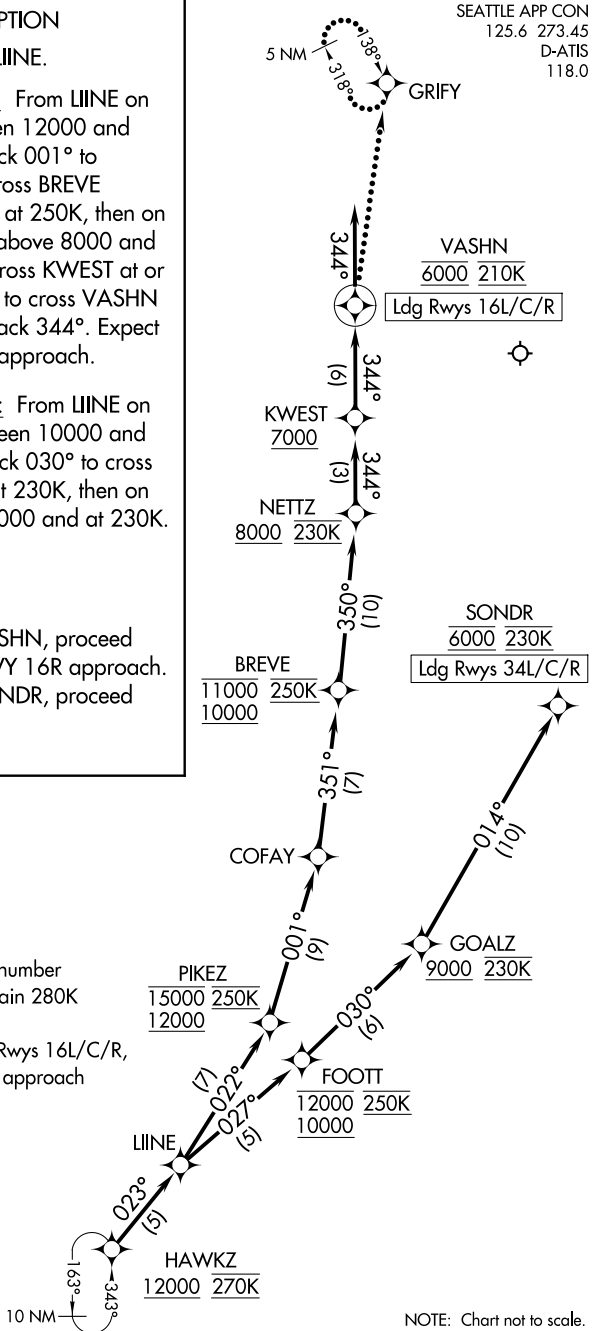 PTION
LIINE.
From LIINE on
en 12000 and
ck 001° to
ross BREVE
at 250K, then on
above 8000 and
ross KWEST at or
to cross VASHN
ack 344°. Expect
approach.
: From LIINE on
een 10000 and
ck 030° to cross
t 230K, then on
000 and at 230K.
SHN, proceed
VY 16R approach.
NDR, proceed
number
ain 280K
Rwys 16L/C/R,
approach
SEATTLE APP CON
125.6 273.45
D-ATIS
118.0
5 NM
138°
318°
GRIFY
344°
VASHN
6000 210K
Ldg Rwys 16L/C/R
344°
(6)
KWEST
7000
344°
(3)
NETTZ
8000 230K
350°
(10)
BREVE
11000 250K
10000
SONDR
6000 230K
Ldg Rwys 34L/C/R
351°
(7)
014°
(10)
COFAY
001°
(9)
GOALZ
9000 230K
PIKEZ
15000 250K
12000
030°
(6)
FOOTT
12000 250K
10000
022°
(7)
027°
(5)
LIINE
023°
(5)
HAWKZ
12000 270K
163°
343°
10 NM
NOTE: Chart not to scale.